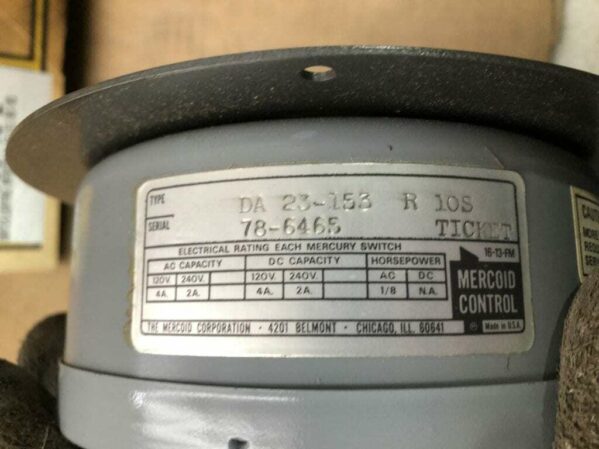 TYPE DA 23-153 R 10S
SERIAL 78-6465 TICKET
ELECTRICAL RATING EACH MERCURY SWITCH 16-13-FM
AC CAPACITY DC CAPACITY HORSEPOWER
120V. 240V. 120V. 240V. AC DC
4A. 2A. 4A. 2A. 1/8 N.A.
MERCOID
CONTROL
Made in U.S.A.
THE MERCOID CORPORATION · 4201 BELMONT · CHICAGO, ILL. 60641